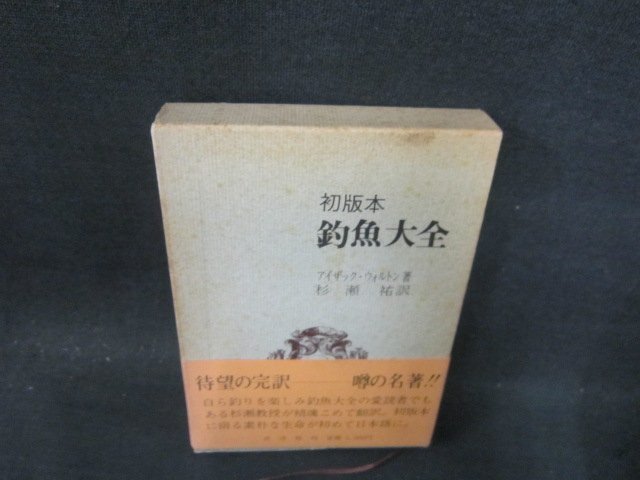 初版本
釣魚大全
アイザック・ウォルトン著
杉瀬 祐訳
待望の完訳 ──── 噂の名著!!
自ら釣りを楽しみ釣魚大全の愛読者でも
ある杉瀬教授が精魂こめて翻訳。初版本
に溢る素朴な生命が初めて日本語に。